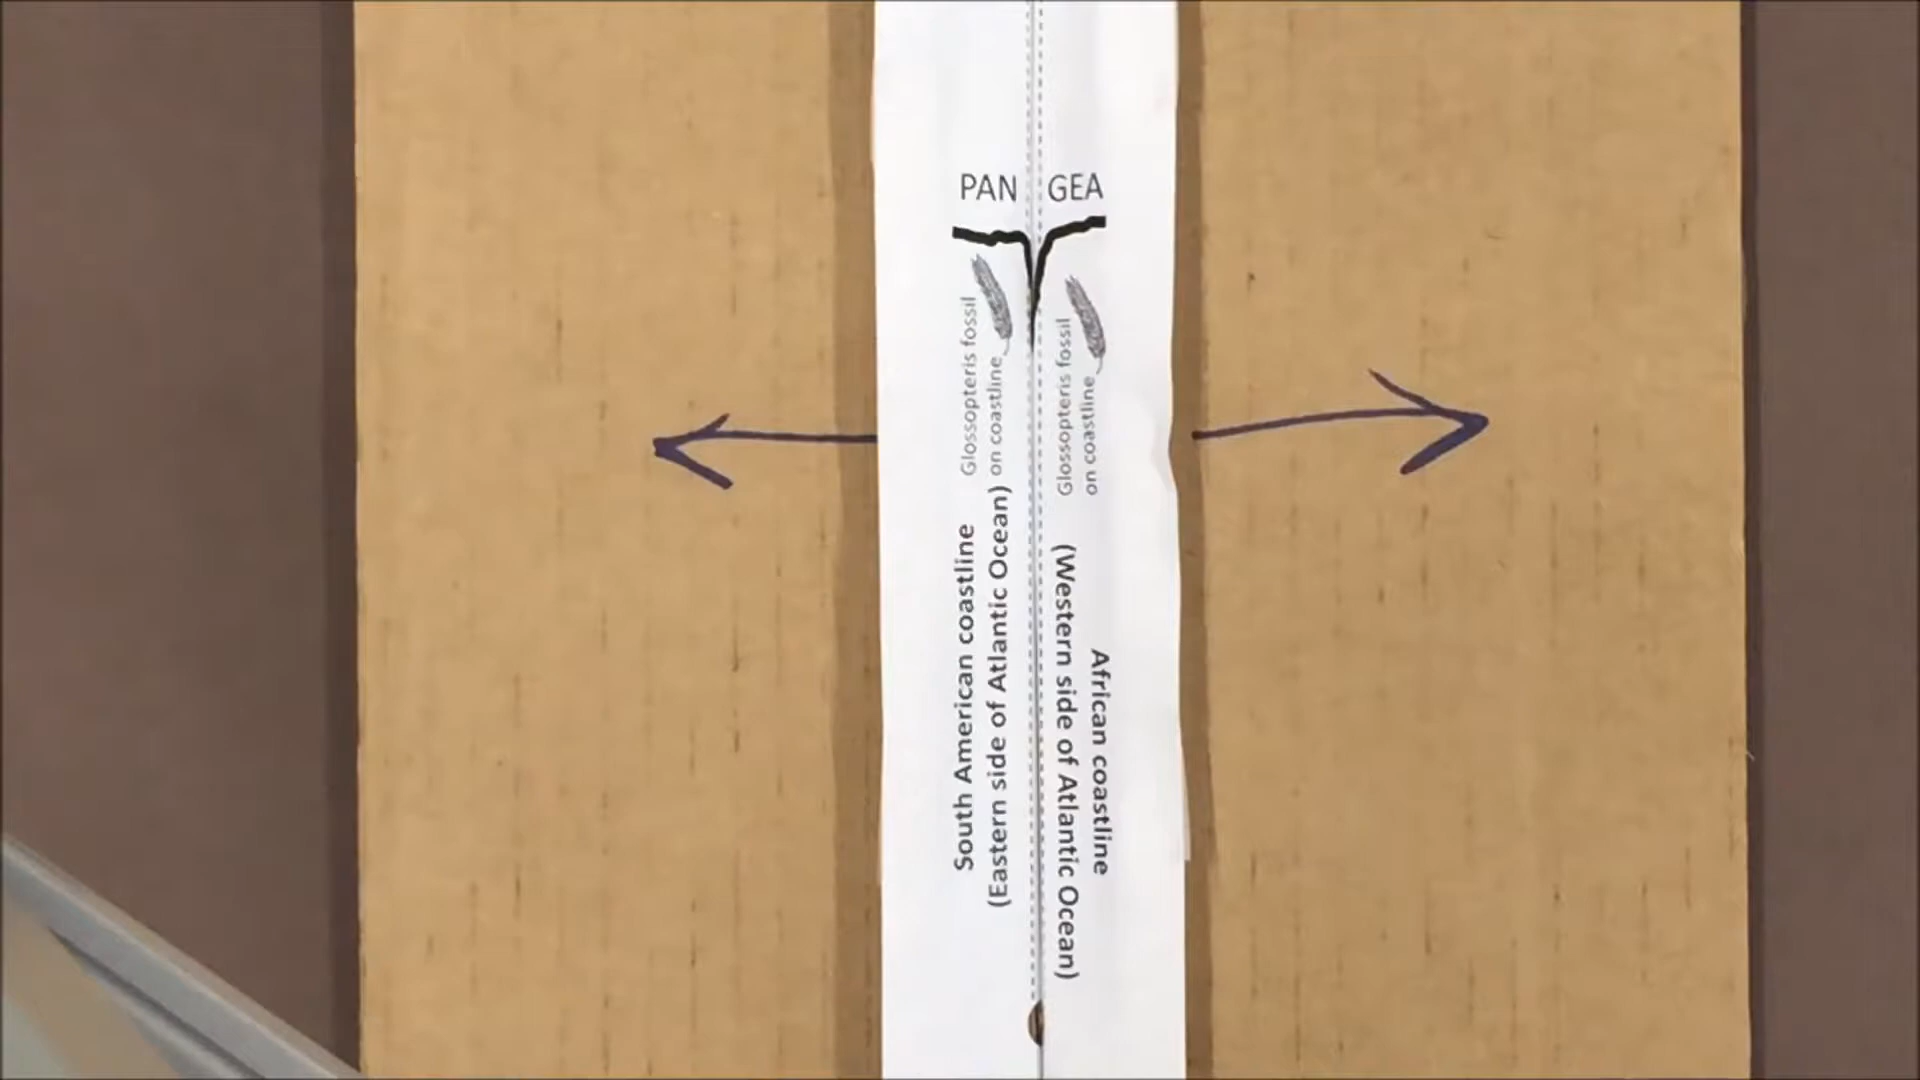 PAN GEA
Glossopteris fossil
on coastline
South American coastline
(Eastern side of Atlantic Ocean)
Glossopteris fossil
on coastline
African coastline
(Western side of Atlantic Ocean)